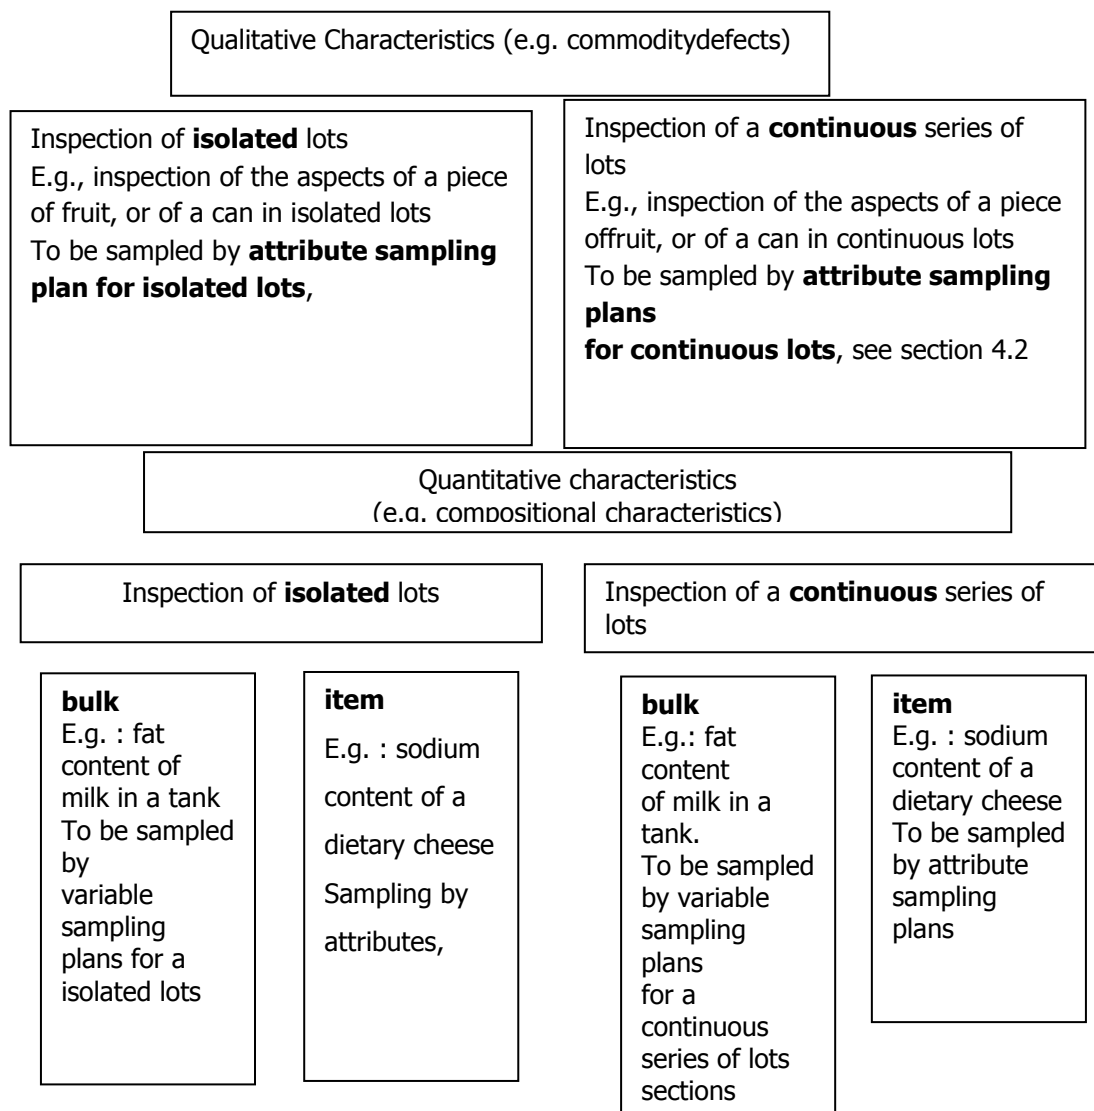 Qualitative Characteristics (e.g. commoditydefects)
Inspection of isolated lots
E.g., inspection of the aspects of a piece
of fruit, or of a can in isolated lots
To be sampled by attribute sampling
plan for isolated lots,
Inspection of a continuous series of
lots
E.g., inspection of the aspects of a piece
offruit, or of a can in continuous lots
To be sampled by attribute sampling
plans
for continuous lots, see section 4.2
Quantitative characteristics
(e.g. compositional characteristics)
Inspection of isolated lots
Inspection of a continuous series of
lots
bulk
E.g. : fat
content of
milk in a tank
To be sampled
by
variable
sampling
plans for a
isolated lots
item
E.g. : sodium
content of a
dietary cheese
Sampling by
attributes,
bulk
E.g.: fat
content
of milk in a
tank.
To be sampled
by variable
sampling
plans
for a
continuous
series of lots
sections
item
E.g. : sodium
content of a
dietary cheese
To be sampled
by attribute
sampling
plans